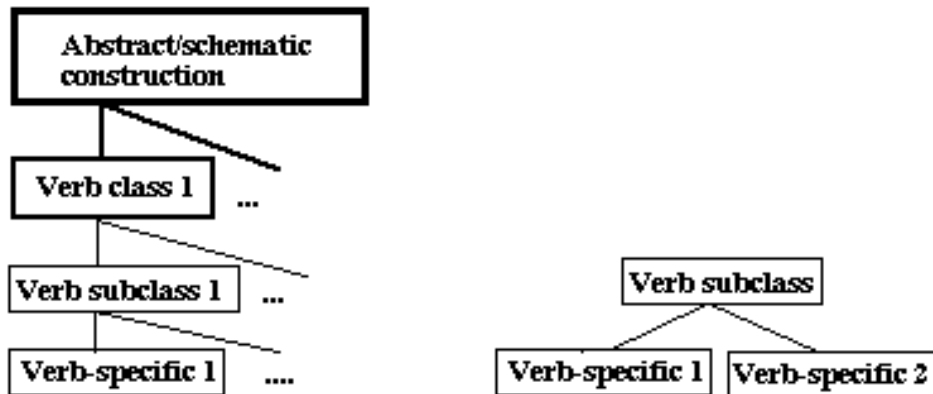 Abstract/schematic
construction
Verb class 1
...
Verb subclass 1
...
Verb subclass
Verb-specific 1
....
Verb-specific 1
Verb-specific 2